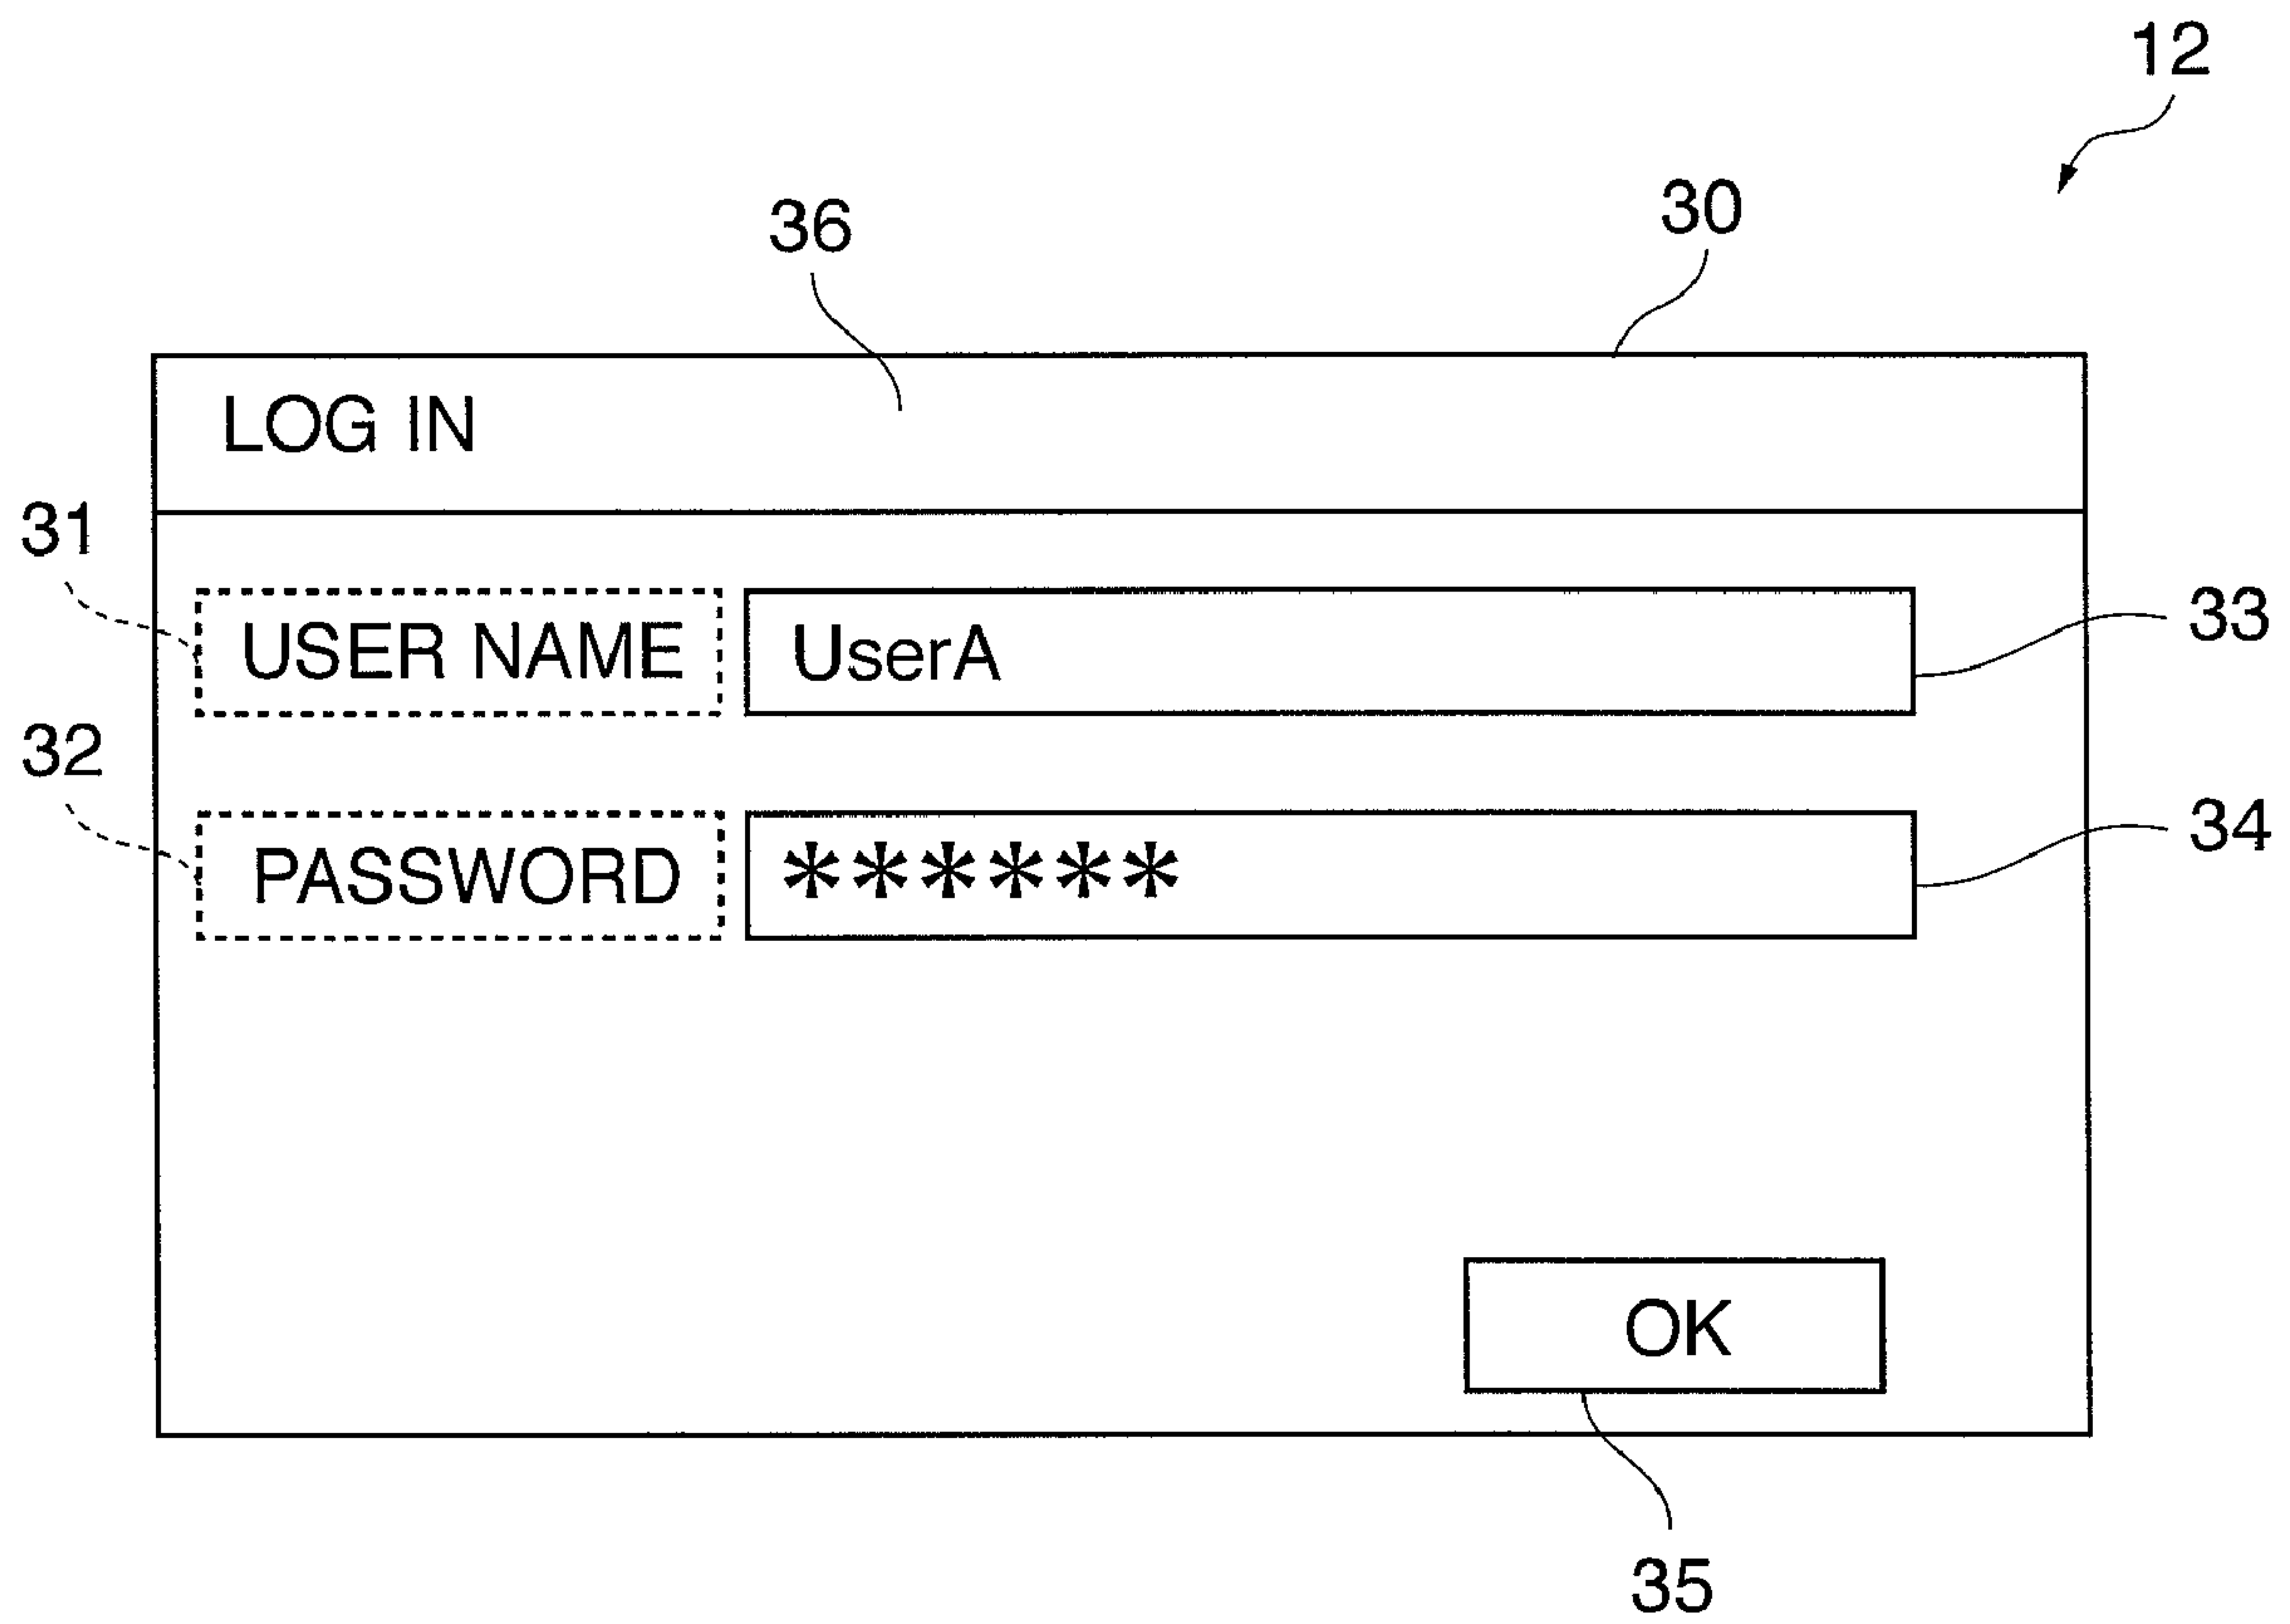 12
30
36
LOG IN
31
USER NAME UserA
33
32
PASSWORD ******
34
OK
35